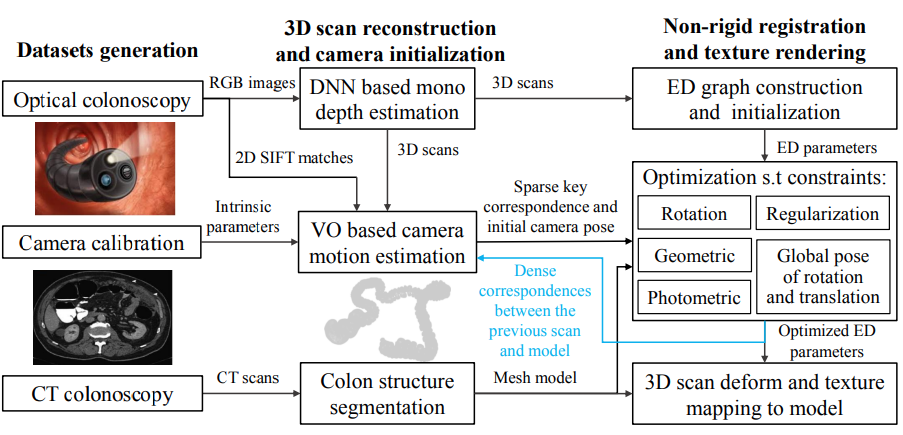 Datasets generation
3D scan reconstruction
and camera initialization
Non-rigid registration
and texture rendering
Optical colonoscopy
RGB images
DNN based mono
depth estimation
3D scans
ED graph construction
and initialization
2D SIFT matches
3D scans
ED parameters
Camera calibration
Intrinsic
parameters
VO based camera
motion estimation
Sparse key
correspondence and
initial camera pose
Optimization s.t constraints:
Rotation
Regularization
Geometric
Photometric
Global pose
of rotation
and translation
Dense
correspondences
between the
previous scan
and model
Optimized ED
parameters
CT colonoscopy
CT scans
Colon structure
segmentation
Mesh model
3D scan deform and texture
mapping to model